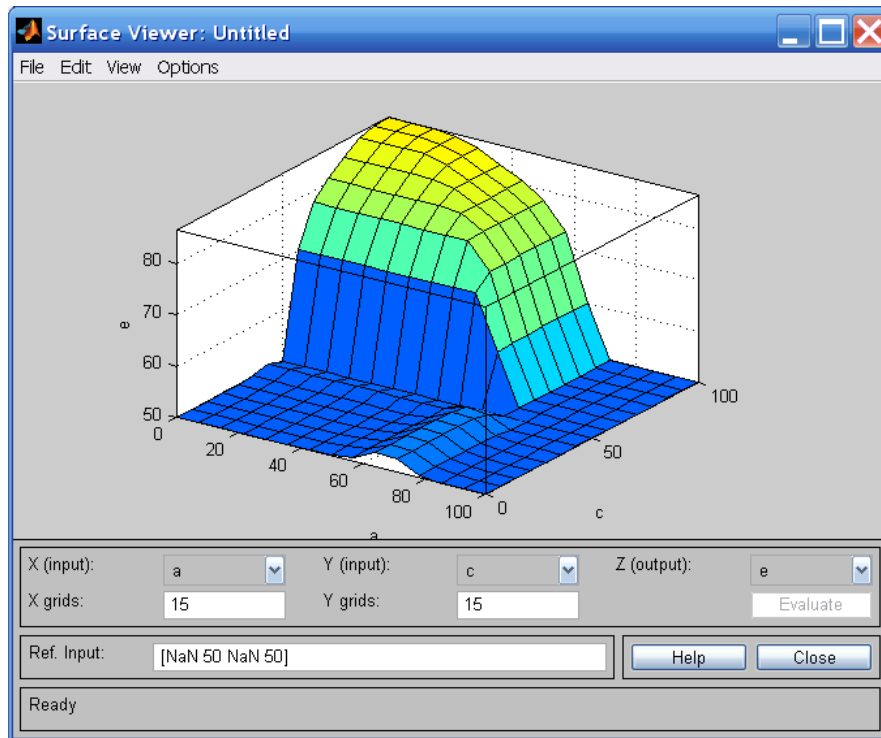 Surface Viewer: Untitled
File Edit View Options
80
70
e
60
50
0
20
40
60
80
100
0
50
100
a
c
X (input): a Y (input): c Z (output): e
X grids: 15 Y grids: 15 Evaluate
Ref. Input: [NaN 50 NaN 50] Help Close
Ready